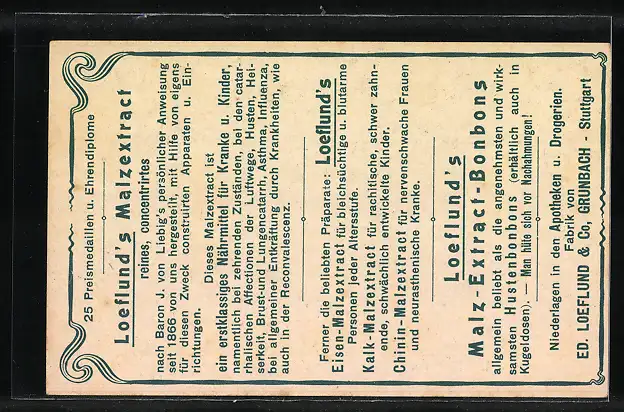 25 Preismedaillen u. Ehrendiplome
Loeflund's Malzextract
reines, concentrirtes
nach Baron J. von Liebig's persönlicher Anweisung
seit 1866 von uns hergestellt, mit Hilfe von eigens
für diesen Zweck construirten Apparaten u. Ein-
richtungen.
Dieses Malzextract ist
ein erstklassiges Nährmittel für Kranke u. Kinder,
namentlich bei zehrenden Zuständen, bei den catar-
rhalischen Affectionen der Luftwege, Husten, Hei-
serkeit, Brust-und Lungencatarrh, Asthma, Influenza,
bei allgemeiner Entkräftung durch Krankheiten, wie
auch in der Reconvalescenz.
Ferner die beliebten Präparate: Loeflund's
Eisen-Malzextract für bleichsüchtige u. blutarme
Personen jeder Altersstufe.
Kalk-Malzextract für rachitische, schwer zahn-
ende, schwächlich entwickelte Kinder.
Chinin-Malzextract für nervenschwache Frauen
und neurasthenische Kranke.
Loeflund's
Malz-Extract-Bonbons
allgemein beliebt als die angenehmsten und wirk-
samsten Hustenbonbons (erhältlich auch in
Kugeldosen). — Man hüte sich vor Nachahmungen!
Niederlagen in den Apotheken u. Drogerien.
Fabrik von
ED. LOEFLUND & Co, GRUNBACH - Stuttgart